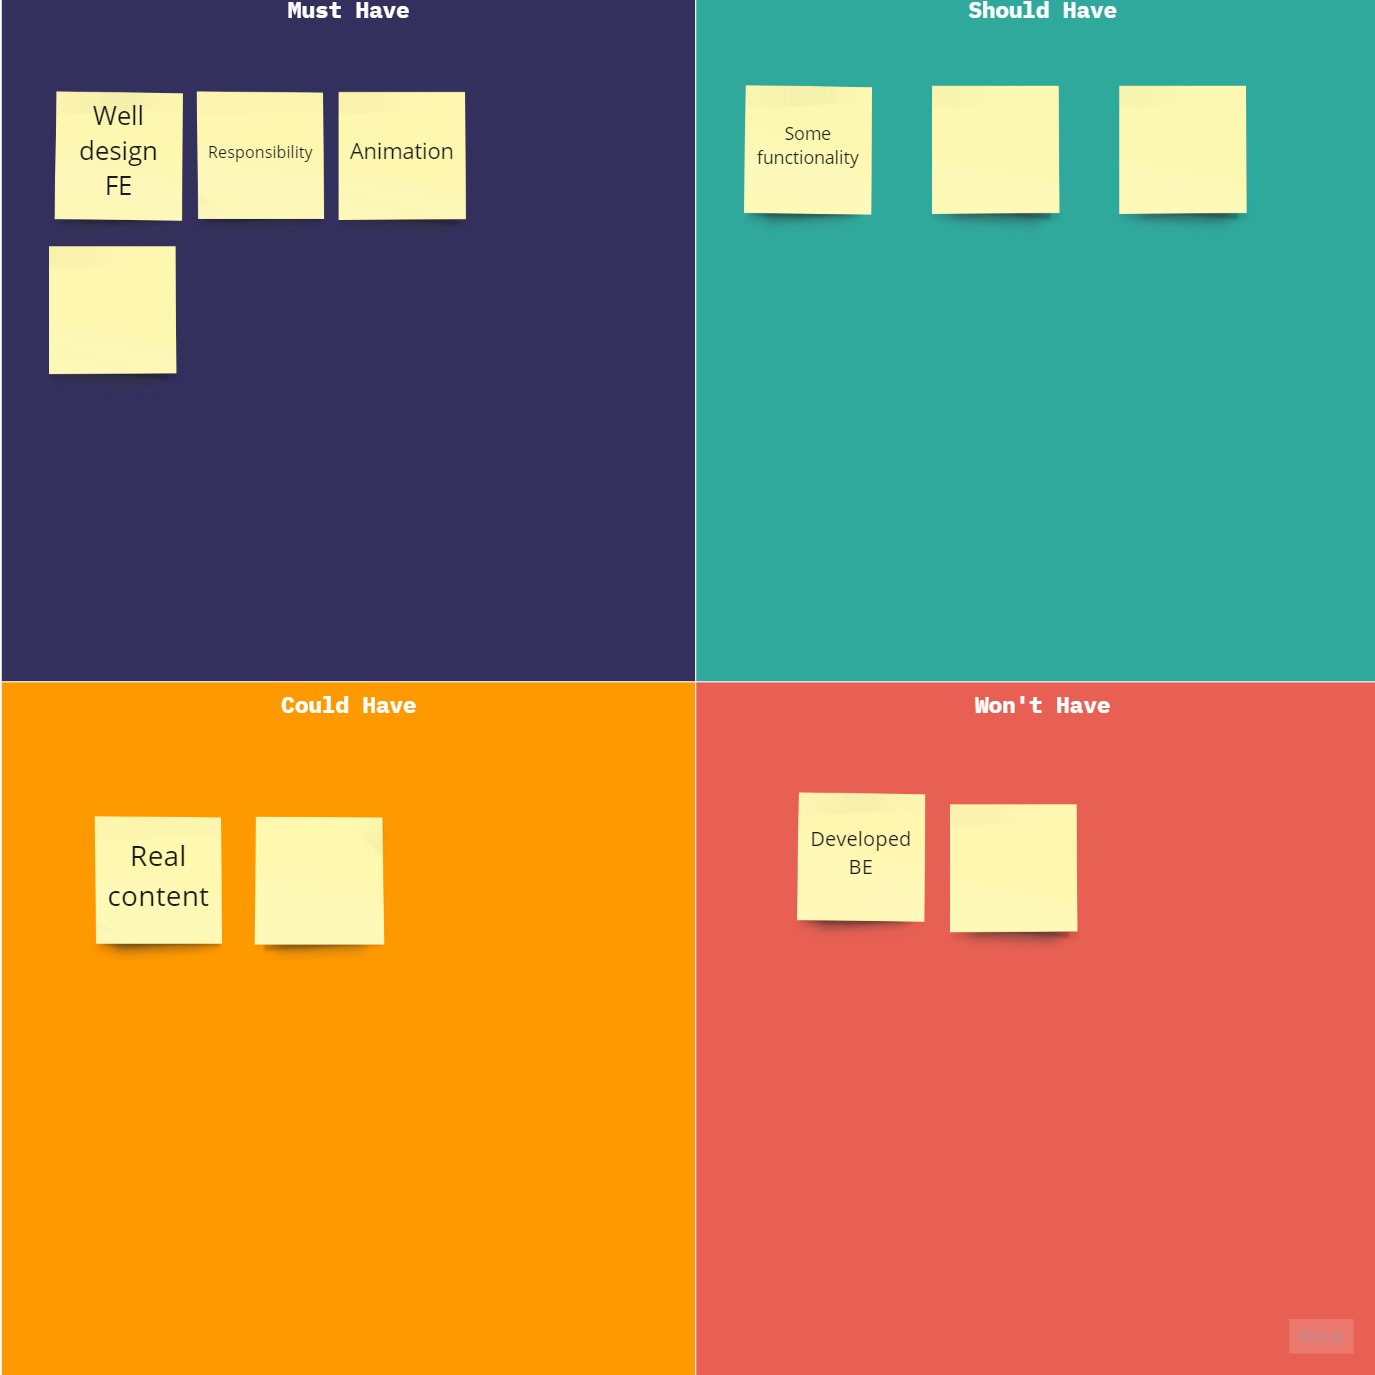 Must Have
Should Have
Well
design
FE
Responsibility
Animation
Some
functionality
Could Have
Won't Have
Real
content
Developed
BE
miro